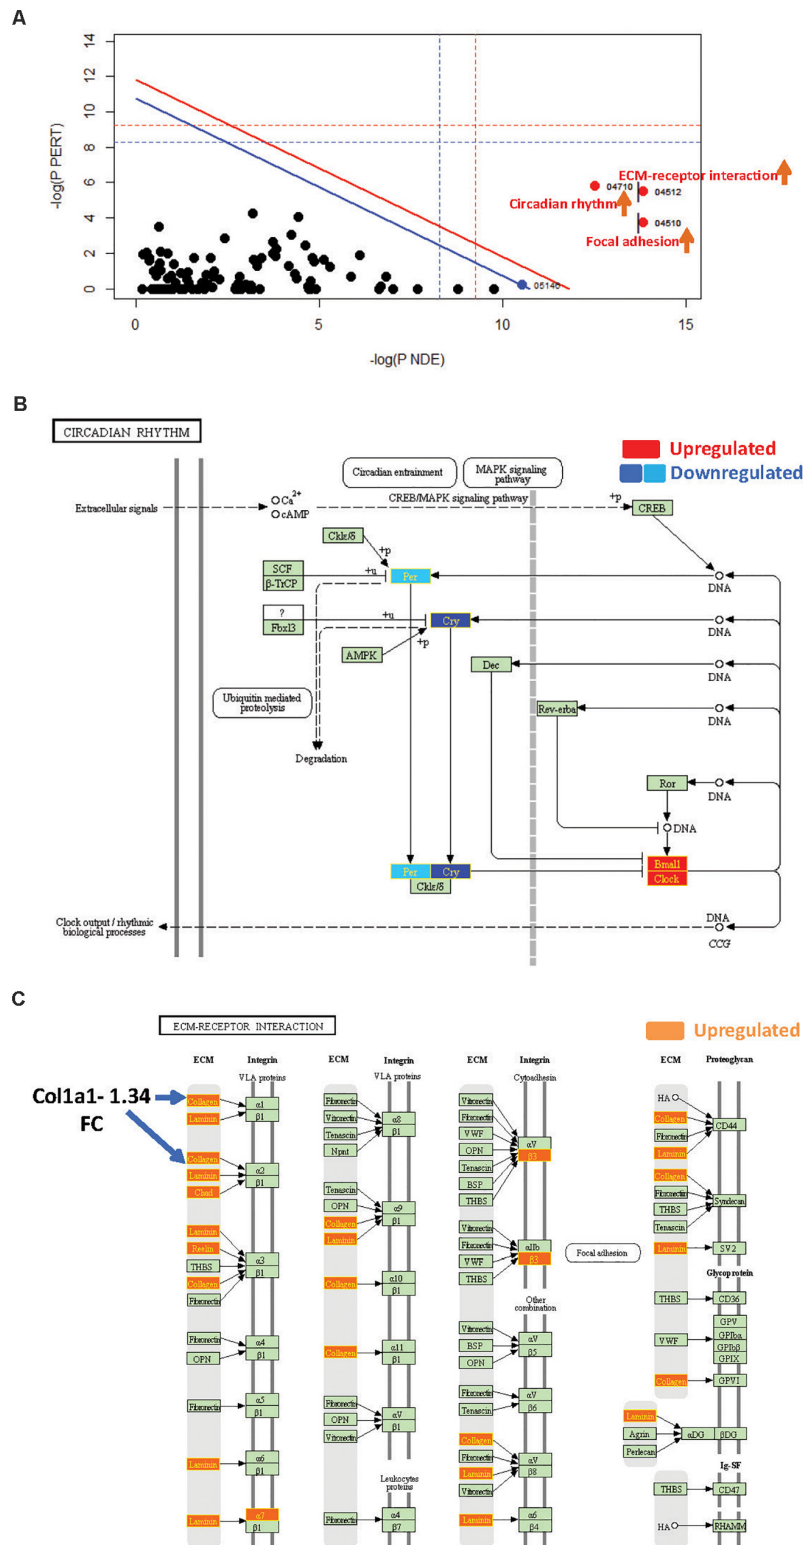 A
-log(P PERT)
14
12
10
8
6
4
2
0
0
5
10
15
-log(P NDE)
ECM-receptor interaction
04710
04512
Circadian rhythm
04510
Focal adhesion
05146
B
CIRCADIAN RHYTHM
Upregulated
Downregulated
Circadian entrainment
MAPK signaling
pathway
Extracellular signals
Ca2+
cAMP
CREB/MAPK signaling pathway
+p
CREB
CkIε/δ
+p
SCF
β-TrCP
+u
Per
DNA
?
Fbxl3
+u
Cry
DNA
AMPK
+p
Dec
DNA
Ubiquitin mediated
proteolysis
Rev-erbα
DNA
Degradation
Ror
DNA
DNA
Per
Cry
CkIε/δ
Bmal1
Clock
Clock output / rhythmic
biological processes
DNA
CCG
C
ECM-RECEPTOR INTERACTION
Upregulated
Col1a1- 1.34
FC
ECM
Integrin
VLA proteins
Collagen
Laminin
α1
β1
Collagen
Laminin
Chad
α2
β1
Laminin
Reelin
THBS
Collagen
Fibronectin
α3
β1
Fibronectin
OPN
α4
β1
Fibronectin
α5
β1
Laminin
α6
β1
Laminin
α7
β1
ECM
Integrin
VLA proteins
Fibronectin
Vitronectin
Tenascin
Npnt
α8
β1
Tenascin
OPN
Collagen
Laminin
α9
β1
Collagen
α10
β1
Collagen
α11
β1
Fibronectin
OPN
Vitronectin
αV
β1
Leukocytes
proteins
Fibronectin
α4
β7
ECM
Integrin
Cytoadhesin
Vitronectin
Fibronectin
VWF
OPN
Tenascin
BSP
THBS
αV
β3
Vitronectin
Fibronectin
VWF
THBS
αIIb
β3
Focal adhesion
Other
combination
Vitronectin
BSP
OPN
αV
β5
Fibronectin
Tenascin
αV
β6
Collagen
Fibronectin
Laminin
Vitronectin
αV
β8
Laminin
α6
β4
ECM
Proteoglycan
HA
Collagen
Fibronectin
Laminin
CD44
Collagen
Fibronectin
THBS
Tenascin
Syndecan
Laminin
SV2
Glycoprotein
THBS
CD36
VWF
GPV
GPIbα
GPIbβ
GPIX
Collagen
GPVI
Laminin
Agrin
Perlecan
αDG
βDG
Ig-SF
THBS
CD47
HA
RHAMM